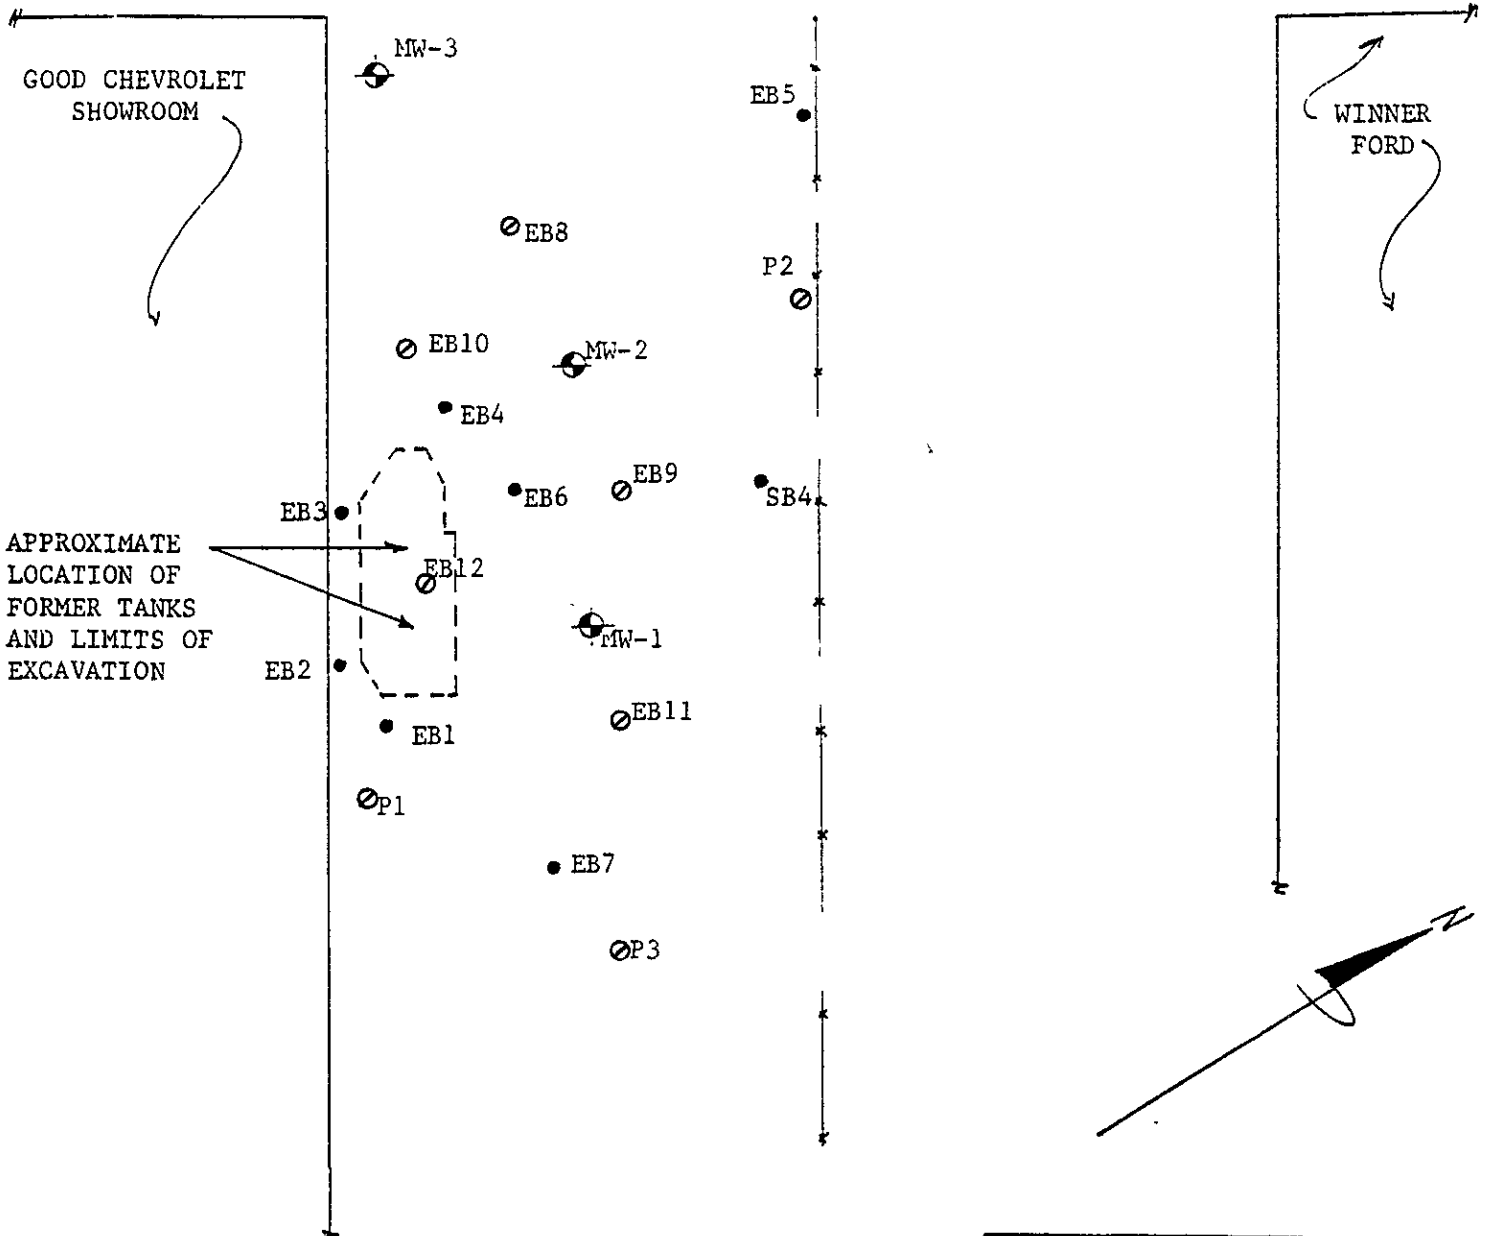 MW-3
GOOD CHEVROLET
SHOWROOM
EB5
WINNER
FORD
EB8
P2
EB10
MW-2
EB4
EB9
EB6
SB4
EB3
APPROXIMATE
LOCATION OF
FORMER TANKS
AND LIMITS OF
EXCAVATION
EB12
MW-1
EB2
EB11
EB1
P1
EB7
N
P3